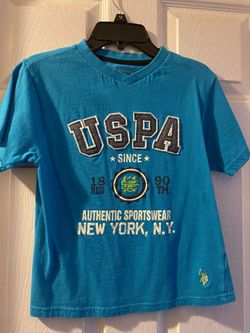 USPA
★ SINCE ★
18 90
REG TM
AUTHENTIC SPORTSWEAR
NEW YORK, N.Y.